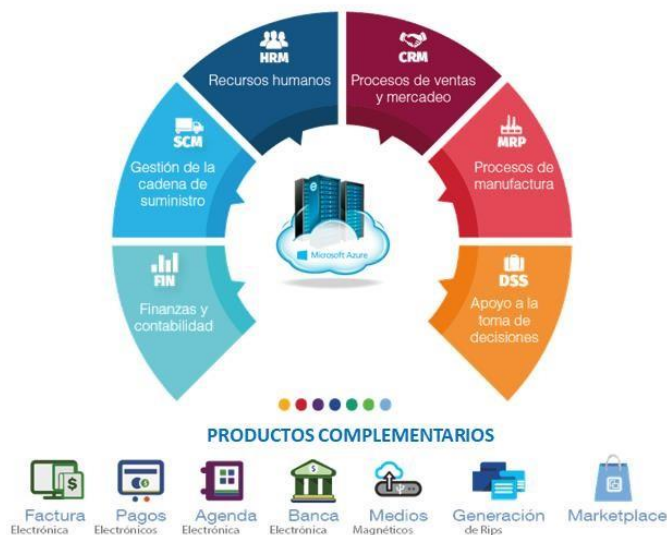 HRM
Recursos humanos
CRM
Procesos de ventas
y mercadeo
SCM
Gestión de la
cadena de
suministro
MRP
Procesos de
manufactura
Microsoft Azure
FIN
Finanzas y
contabilidad
DSS
Apoyo a la
toma de
decisiones
PRODUCTOS COMPLEMENTARIOS
Factura
Electrónica
Pagos
Electrónicos
Agenda
Electrónica
Banca
Electrónica
Medios
Magnéticos
Generación
de Rips
Marketplace